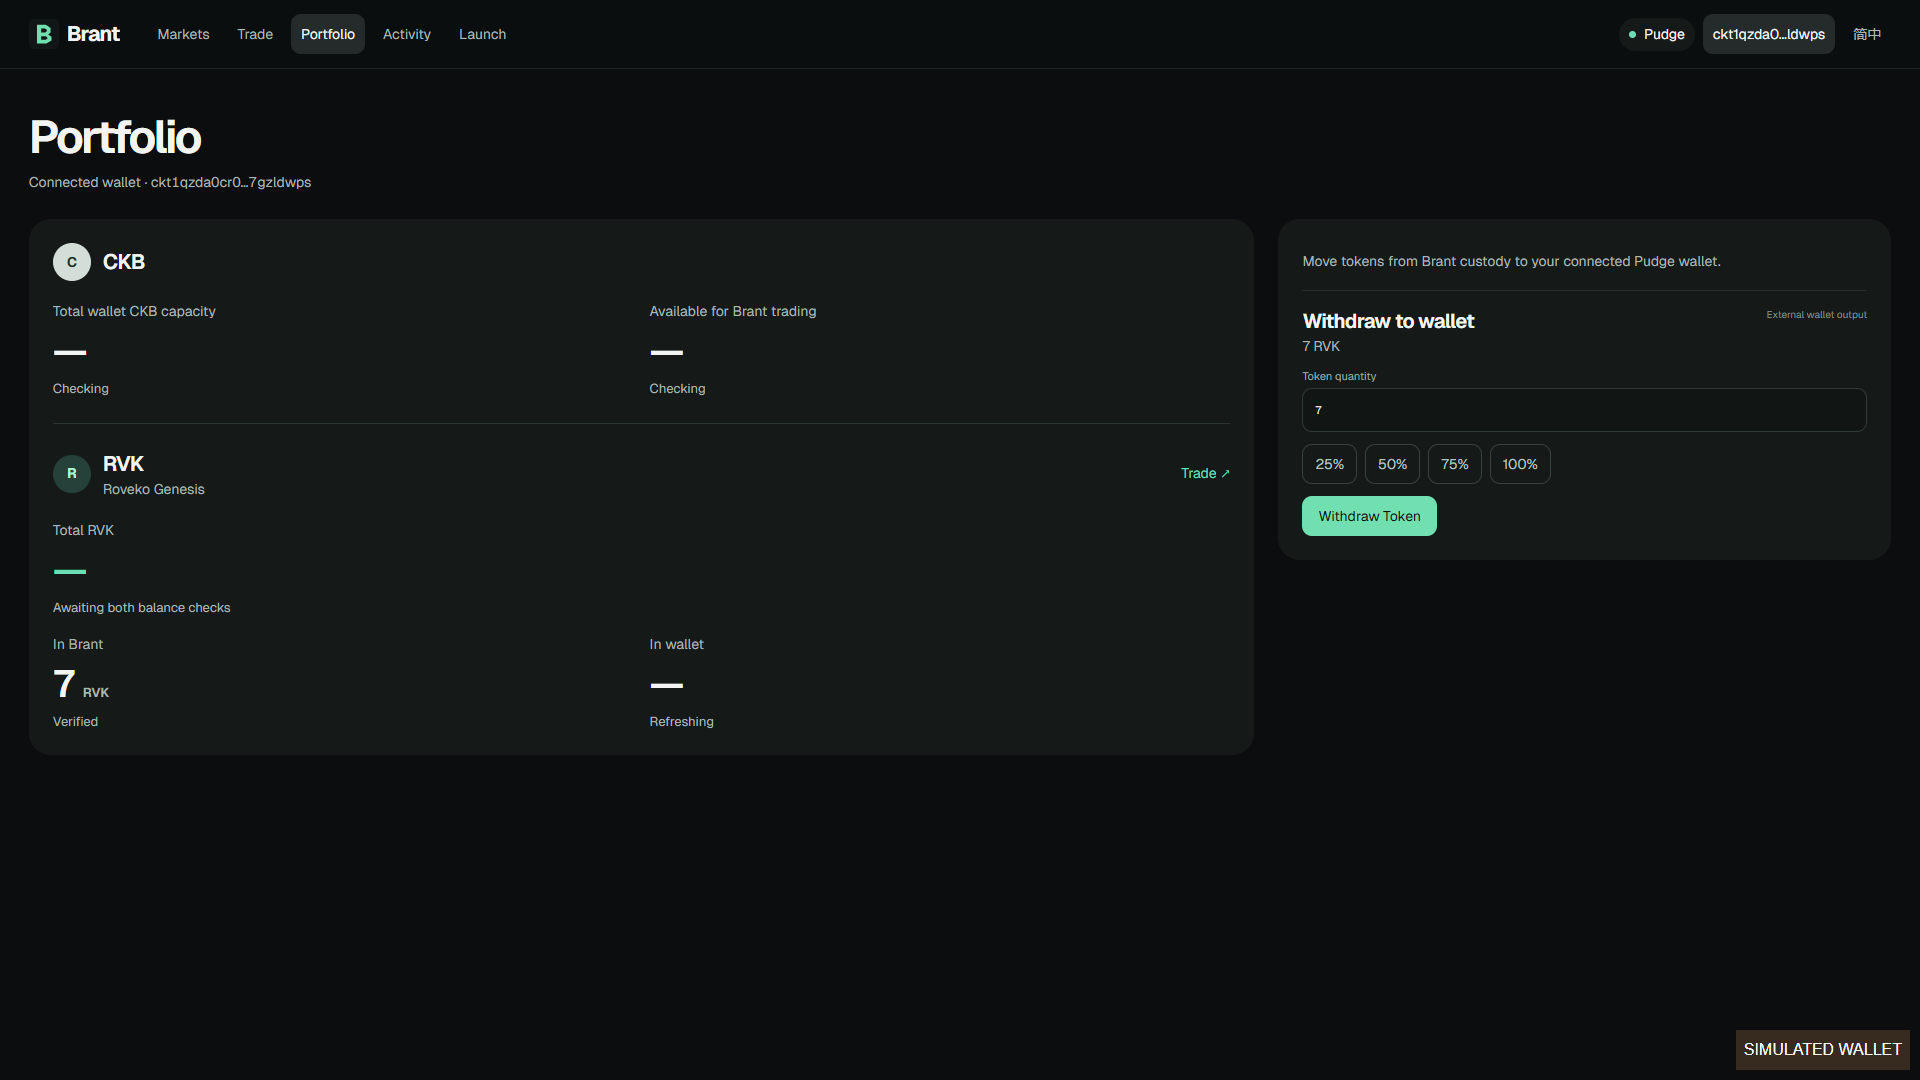 B Brant
Markets
Trade
Portfolio
Activity
Launch
Pudge
ckt1qzda0...ldwps
简中
Portfolio
Connected wallet · ckt1qzda0cr0...7gzldwps
C
CKB
Total wallet CKB capacity
—
Checking
Available for Brant trading
—
Checking
R
RVK
Roveko Genesis
Trade ↗
Total RVK
—
Awaiting both balance checks
In Brant
7 RVK
Verified
In wallet
—
Refreshing
Move tokens from Brant custody to your connected Pudge wallet.
Withdraw to wallet
External wallet output
7 RVK
Token quantity
7
25%
50%
75%
100%
Withdraw Token
SIMULATED WALLET